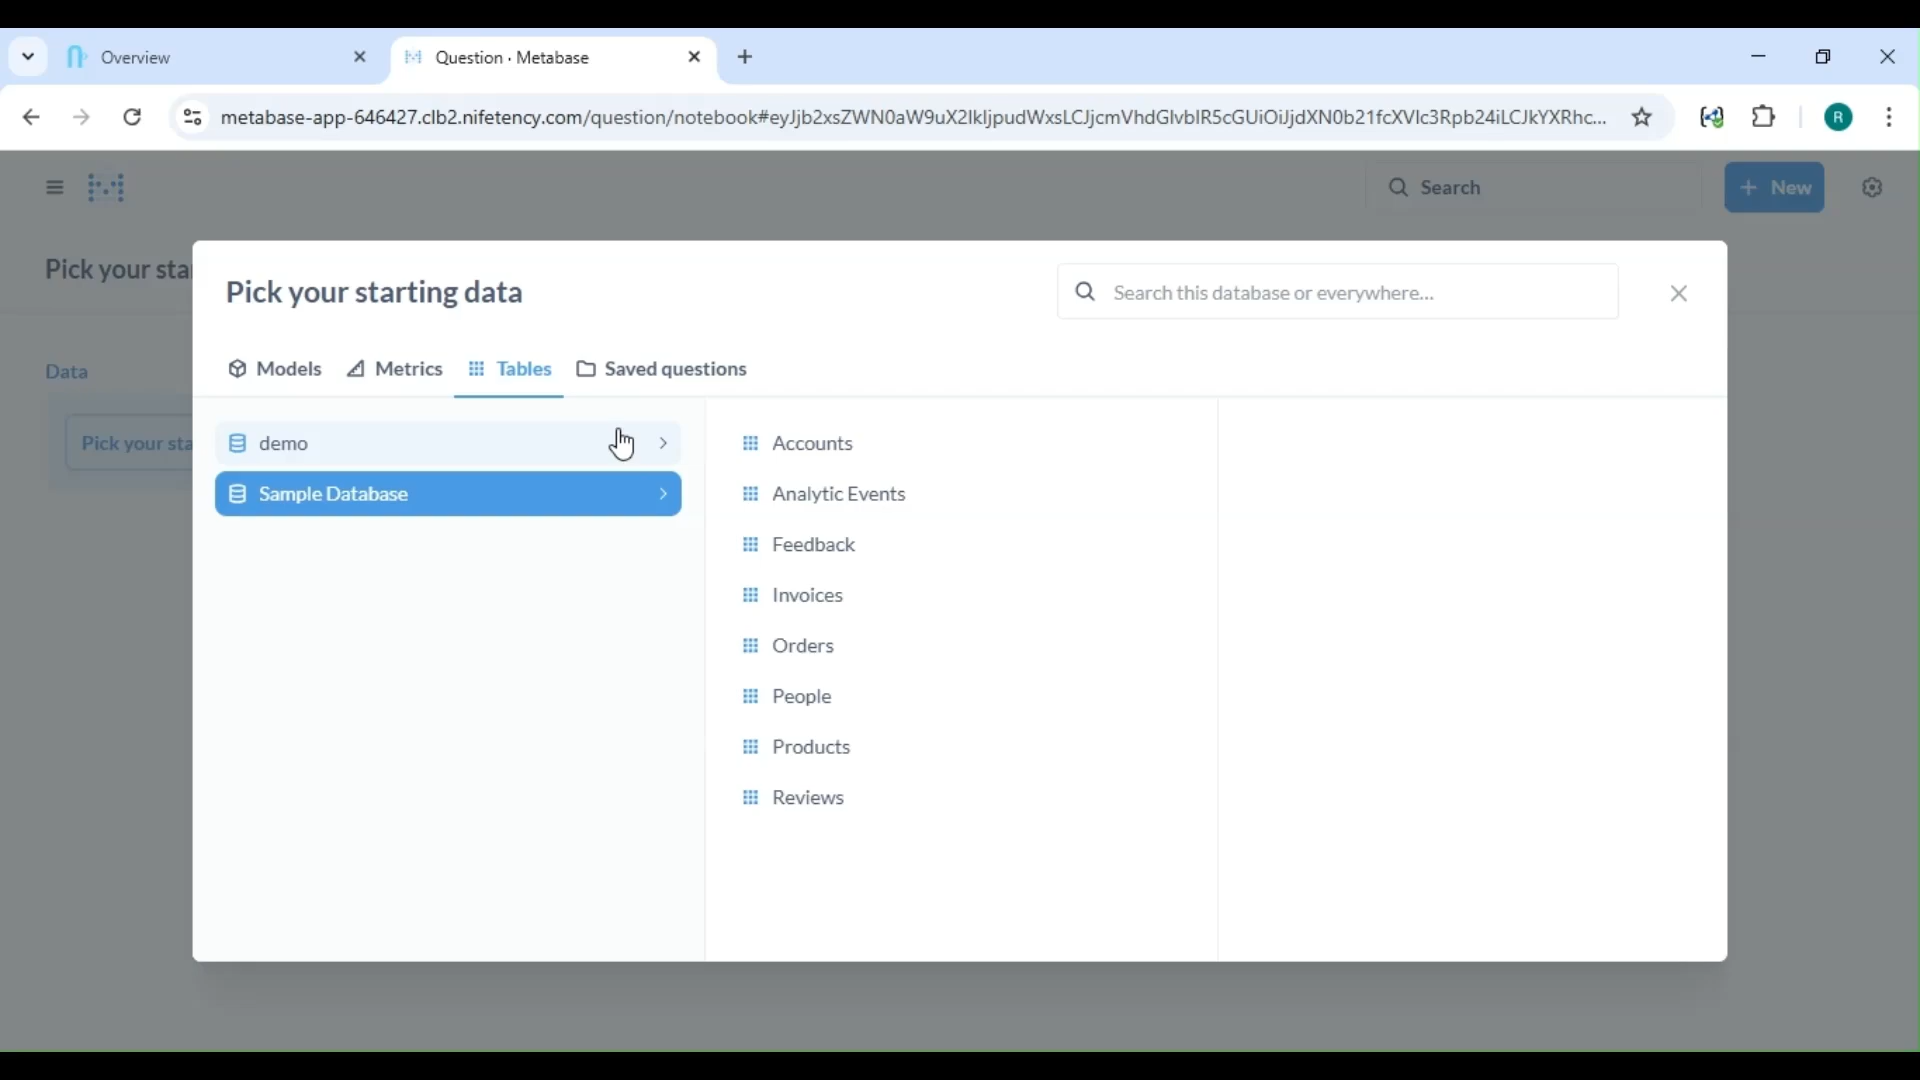 Overview
Question · Metabase
metabase-app-646427.clb2.nifetency.com/question/notebook#eyJjb2xsZWN0aW9uX2lkIjpudWxsLCJjcmVhdGlvblR5cGUiOiJjdXN0b21fcXVlc3Rpb24iLCJkYXRhc...
R
Search
+ New
Pick your sta
Pick your starting data
Search this database or everywhere...
Models Metrics Tables Saved questions
Data
Pick your sta
demo
Sample Database
Accounts
Analytic Events
Feedback
Invoices
Orders
People
Products
Reviews